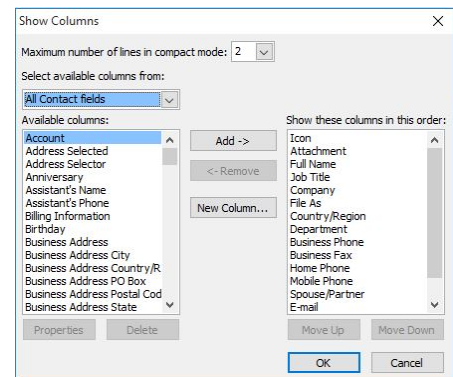 Show Columns
Maximum number of lines in compact mode: 2
Select available columns from:
All Contact fields
Available columns:
Account
Address Selected
Address Selector
Anniversary
Assistant's Name
Assistant's Phone
Billing Information
Birthday
Business Address
Business Address City
Business Address Country/R
Business Address PO Box
Business Address Postal Cod
Business Address State
Properties
Delete
Add ->
<- Remove
New Column...
Show these columns in this order:
Icon
Attachment
Full Name
Job Title
Company
File As
Country/Region
Department
Business Phone
Business Fax
Home Phone
Mobile Phone
Spouse/Partner
E-mail
Move Up
Move Down
OK
Cancel